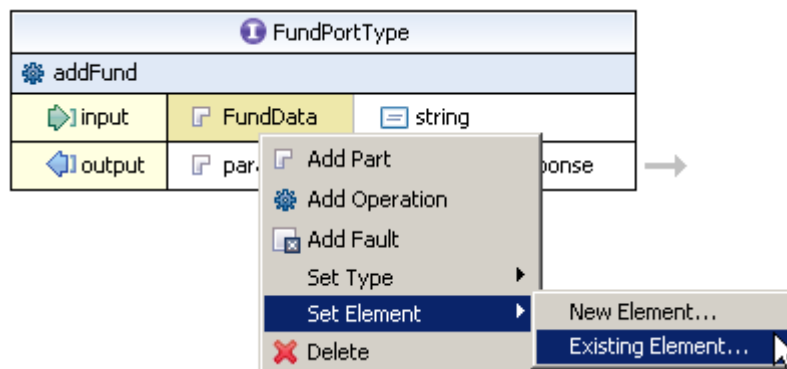 FundPortType
addFund
input FundData string
output
Add Part
Add Operation
Add Fault
Set Type
Set Element
Delete
New Element...
Existing Element...